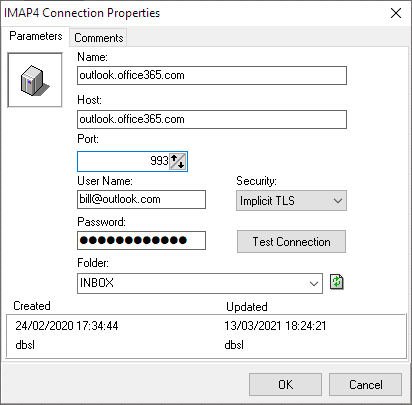 IMAP4 Connection Properties
Parameters Comments
Name:
outlook.office365.com
Host:
outlook.office365.com
Port:
993
User Name: Security:
bill@outlook.com Implicit TLS
Password:
●●●●●●●●●●●● Test Connection
Folder:
INBOX
Created Updated
24/02/2020 17:34:44 13/03/2021 18:24:21
dbsl dbsl
OK Cancel